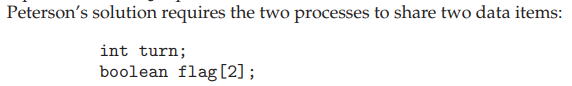 Peterson's solution requires the two processes to share two data items:
int turn;
boolean flag[2];